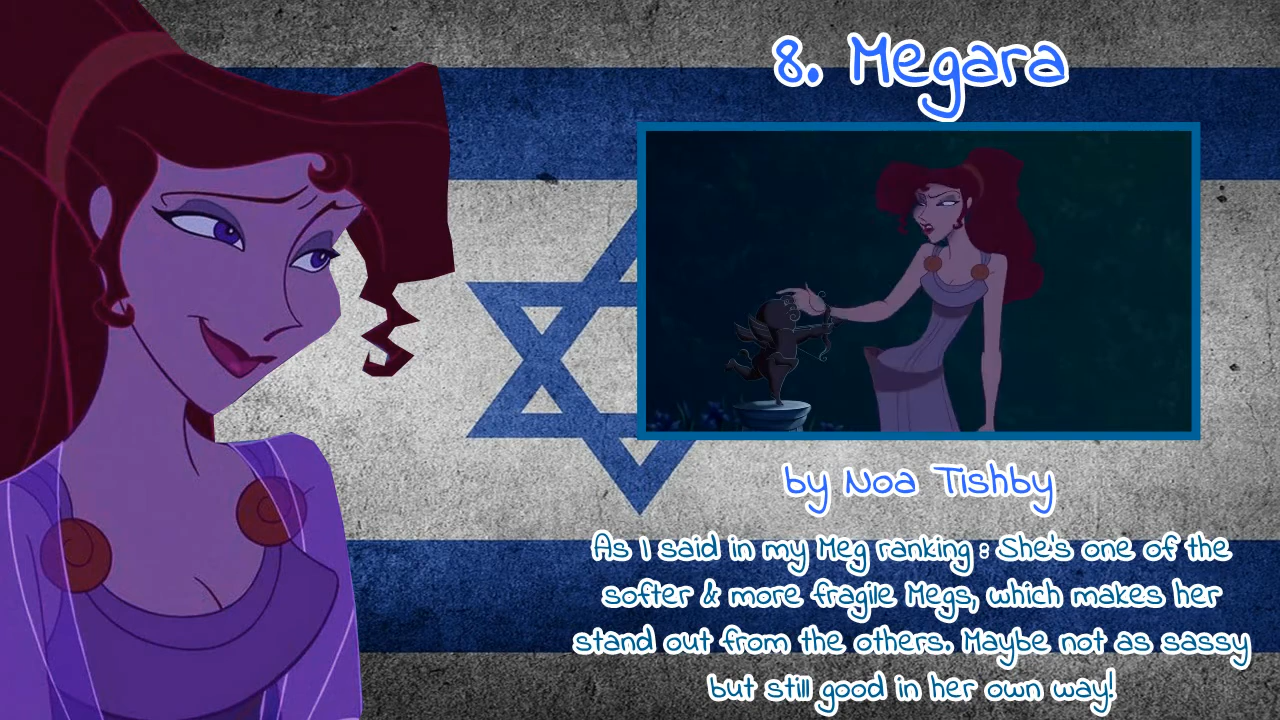 8. Megara
by Noa Tishby
As I said in my Meg ranking : She's one of the
softer & more fragile Megs, which makes her
stand out from the others. Maybe not as sassy
but still good in her own way!